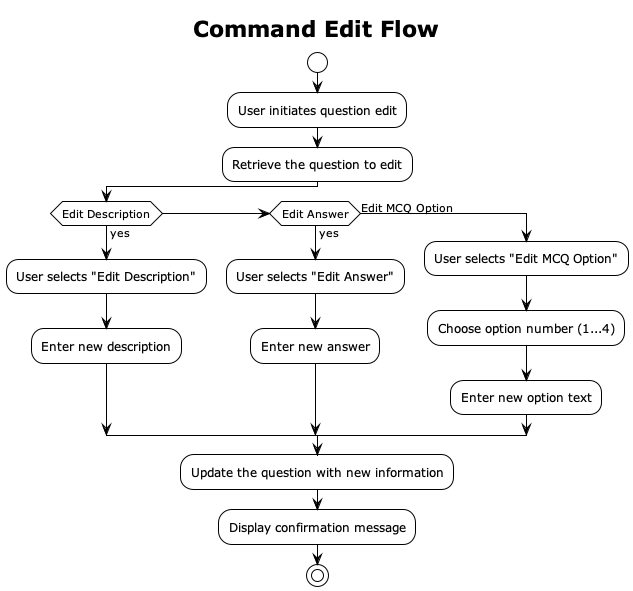 Command Edit Flow
User initiates question edit
Retrieve the question to edit
Edit Description
Edit Answer
Edit MCQ Option
yes
yes
User selects "Edit Description"
User selects "Edit Answer"
User selects "Edit MCQ Option"
Enter new description
Enter new answer
Choose option number (1...4)
Enter new option text
Update the question with new information
Display confirmation message